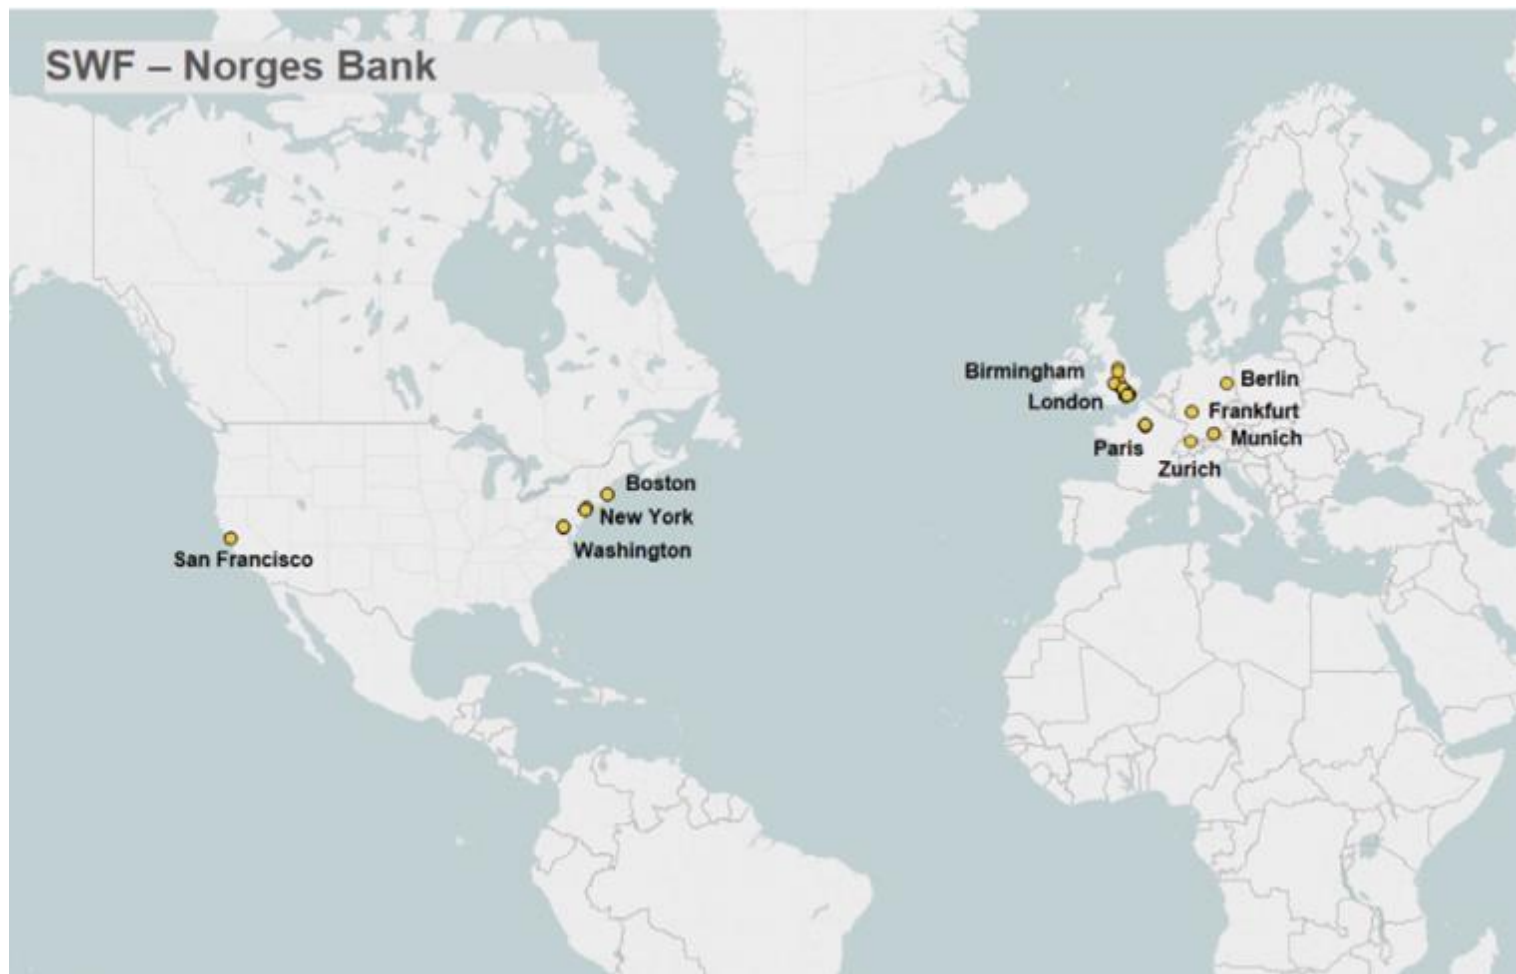 SWF – Norges Bank
Birmingham
Berlin
London
Frankfurt
Paris
Munich
Zurich
Boston
New York
Washington
San Francisco